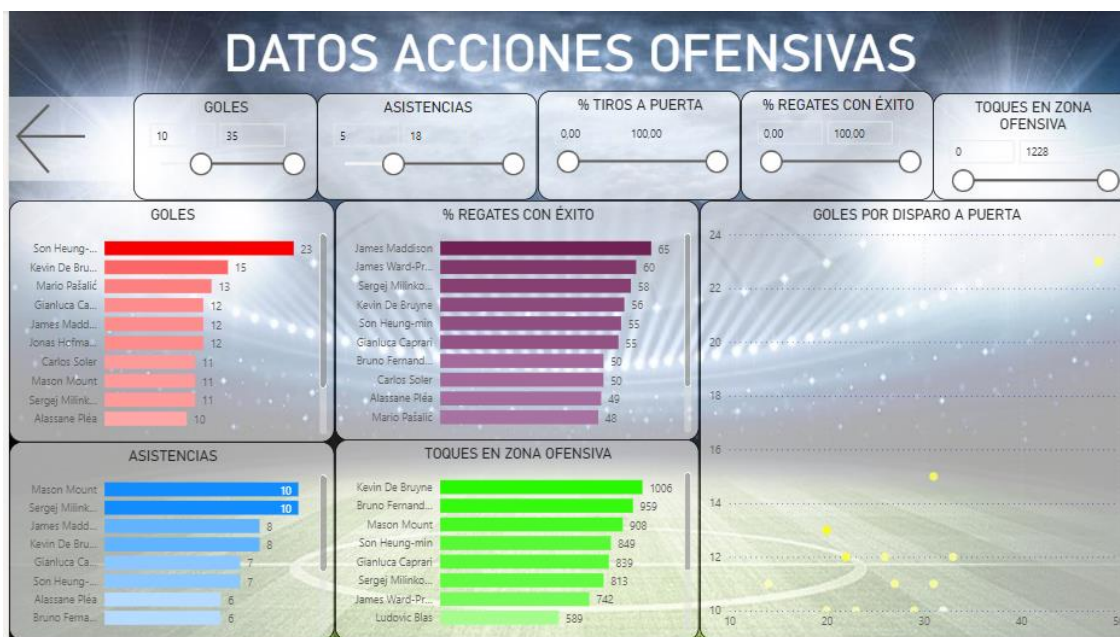 DATOS ACCIONES OFENSIVAS
GOLES
10 35
ASISTENCIAS
5 18
% TIROS A PUERTA
0,00 100,00
% REGATES CON ÉXITO
0,00 100,00
TOQUES EN ZONA
OFENSIVA
0 1228
GOLES
Son Heung-... 23
Kevin De Bru... 15
Mario Pašalić 13
Gianluca Ca... 12
James Madd... 12
Jonas Hofma... 12
Carlos Soler 11
Mason Mount 11
Sergej Milink... 11
Alassane Pléa 10
% REGATES CON ÉXITO
James Maddison 65
James Ward-Pr... 60
Sergej Milinko... 58
Kevin De Bruyne 56
Son Heung-min 55
Gianluca Caprari 55
Bruno Fernand... 50
Carlos Soler 50
Alassane Pléa 49
Mario Pašalić 48
GOLES POR DISPARO A PUERTA
24
22
20
18
16
14
12
10
10 20 30 40
ASISTENCIAS
Mason Mount 10
Sergej Milink... 10
James Madd... 8
Kevin De Bru... 8
Gianluca Ca... 7
Son Heung-... 7
Alassane Pléa 6
Bruno Ferna... 6
TOQUES EN ZONA OFENSIVA
Kevin De Bruyne 1006
Bruno Fernand... 959
Mason Mount 908
Son Heung-min 849
Gianluca Caprari 839
Sergej Milinko... 813
James Ward-Pr... 742
Ludovic Blas 589